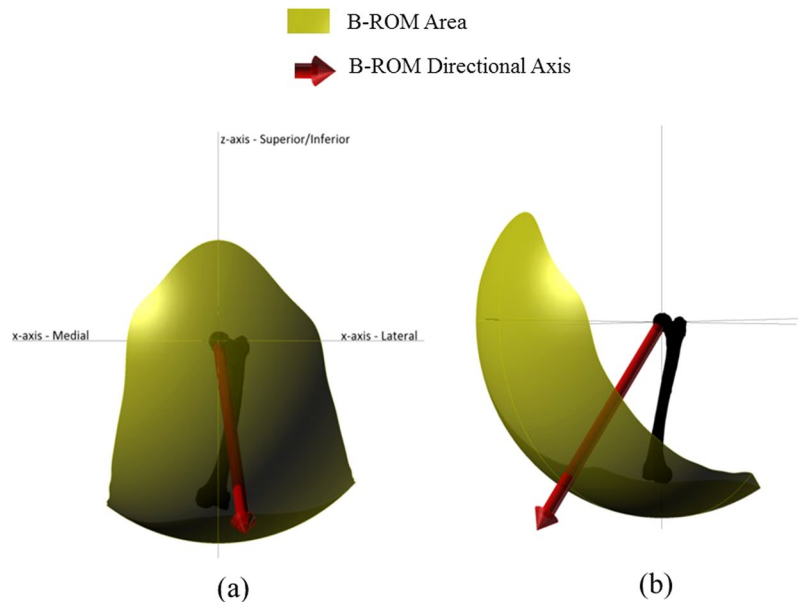 B-ROM Area
B-ROM Directional Axis
z-axis - Superior/Inferior
x-axis - Medial
x-axis - Lateral
(a)
(b)